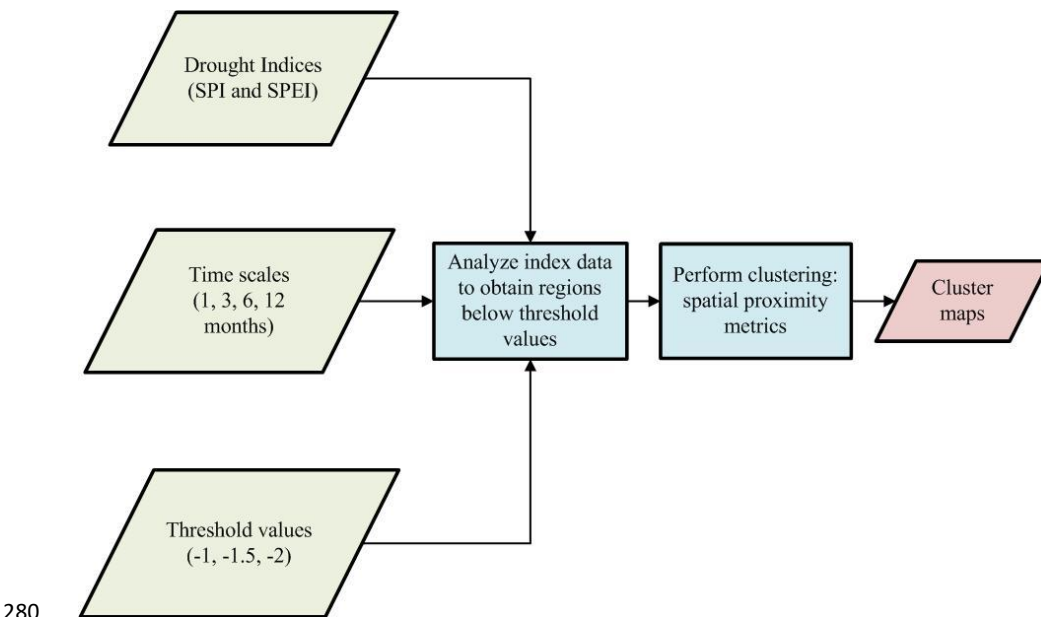 Drought Indices
(SPI and SPEI)
Time scales
(1, 3, 6, 12
months)
Analyze index data
to obtain regions
below threshold
values
Perform clustering:
spatial proximity
metrics
Cluster
maps
Threshold values
(-1, -1.5, -2)
280